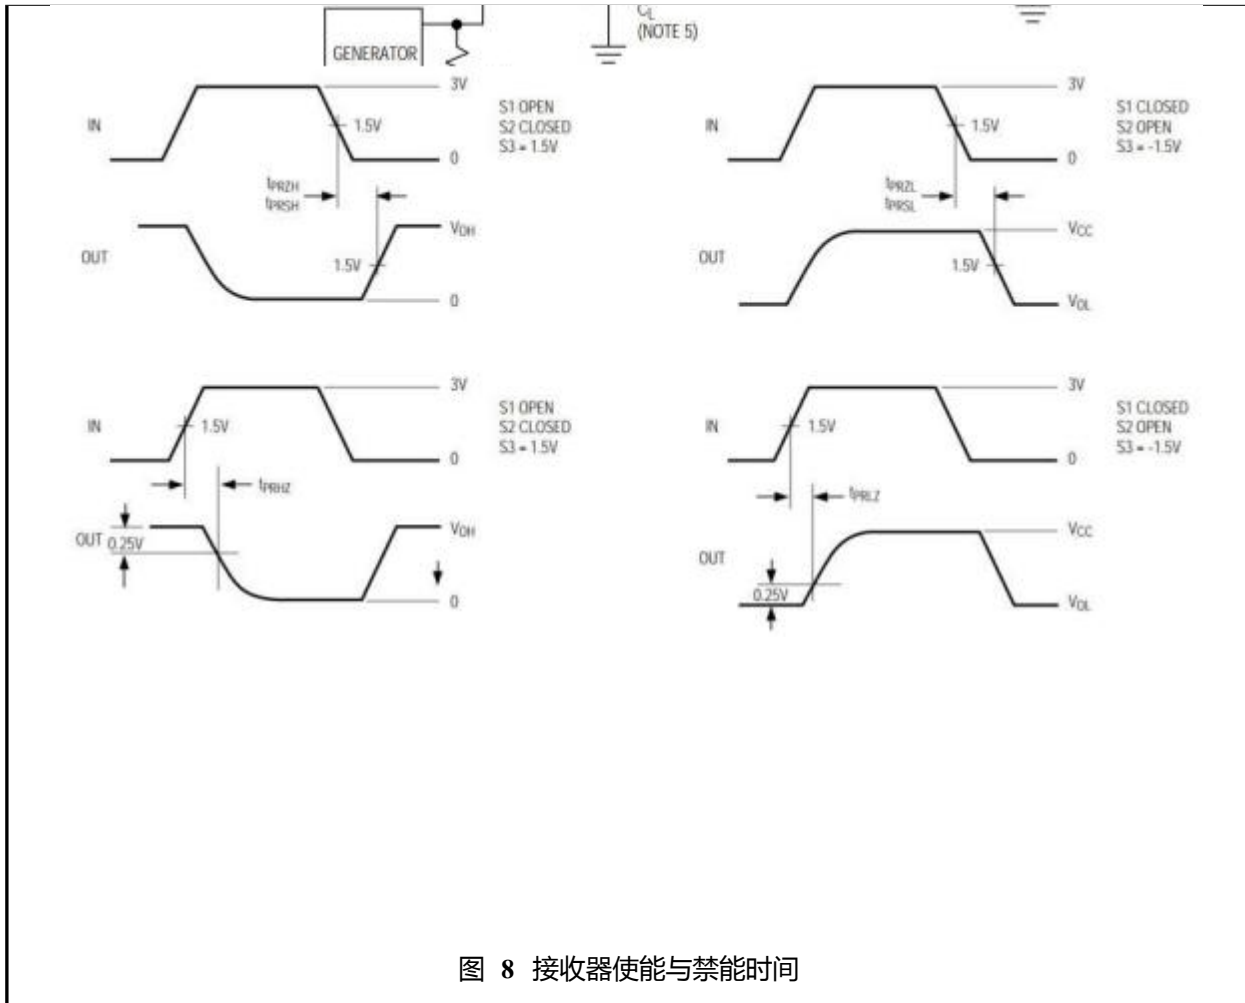 CL
(NOTE 5)
GENERATOR
3V
S1 OPEN
S2 CLOSED
S3 = 1.5V
IN
1.5V
0
tPRZH
tPRSH
VOH
OUT
1.5V
0
3V
S1 CLOSED
S2 OPEN
S3 = -1.5V
IN
1.5V
0
tPRZL
tPRSL
VCC
OUT
1.5V
VOL
3V
S1 OPEN
S2 CLOSED
S3 = 1.5V
IN
1.5V
0
tPRHZ
VOH
OUT
0.25V
0
3V
S1 CLOSED
S2 OPEN
S3 = -1.5V
IN
1.5V
0
tPRLZ
VCC
OUT
0.25V
VOL
图 8 接收器使能与禁能时间